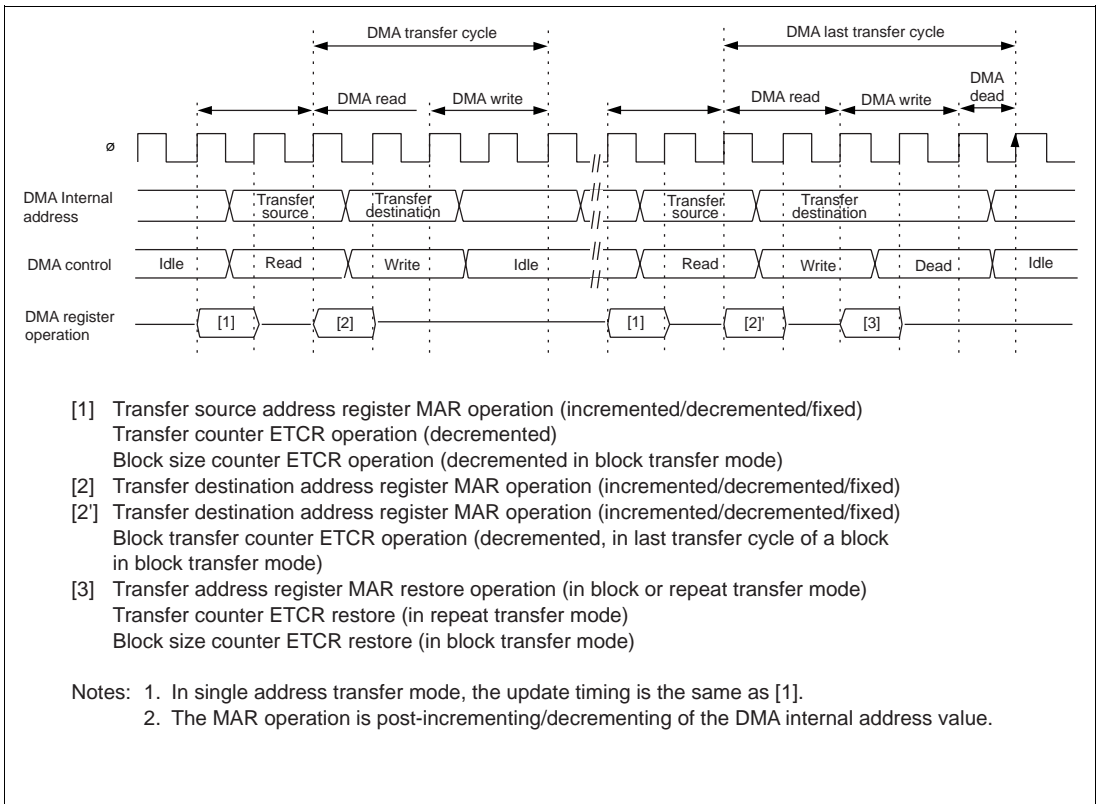 DMA transfer cycle DMA last transfer cycle
DMA read DMA write DMA read DMA write DMA dead
ø
DMA Internal address Transfer source Transfer destination Transfer source Transfer destination
DMA control Idle Read Write Idle Read Write Dead Idle
DMA register operation [1] [2] [1] [2]' [3]
[1] Transfer source address register MAR operation (incremented/decremented/fixed)
Transfer counter ETCR operation (decremented)
Block size counter ETCR operation (decremented in block transfer mode)
[2] Transfer destination address register MAR operation (incremented/decremented/fixed)
[2'] Transfer destination address register MAR operation (incremented/decremented/fixed)
Block transfer counter ETCR operation (decremented, in last transfer cycle of a block
in block transfer mode)
[3] Transfer address register MAR restore operation (in block or repeat transfer mode)
Transfer counter ETCR restore (in repeat transfer mode)
Block size counter ETCR restore (in block transfer mode)
Notes: 1. In single address transfer mode, the update timing is the same as [1].
2. The MAR operation is post-incrementing/decrementing of the DMA internal address value.